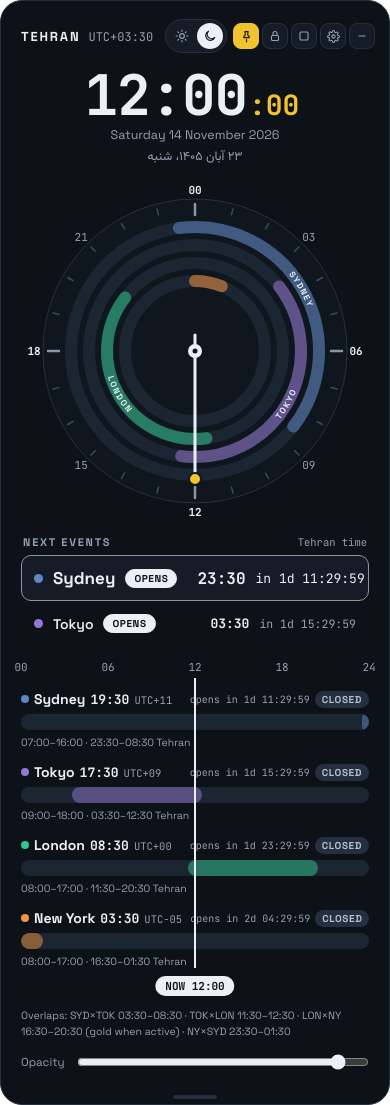 TEHRAN UTC+03:30
12:00:00
Saturday 14 November 2026
۲۳ آبان ۱۴۰۵، شنبه
00
21 03
SYDNEY
18 06
LONDON TOKYO
15 09
12
NEXT EVENTS Tehran time
Sydney OPENS 23:30 in 1d 11:29:59
Tokyo OPENS 03:30 in 1d 15:29:59
00 06 12 18 24
Sydney 19:30 UTC+11 opens in 1d 11:29:59 CLOSED
07:00–16:00 · 23:30–08:30 Tehran
Tokyo 17:30 UTC+09 opens in 1d 15:29:59 CLOSED
09:00–18:00 · 03:30–12:30 Tehran
London 08:30 UTC+00 opens in 1d 23:29:59 CLOSED
08:00–17:00 · 11:30–20:30 Tehran
New York 03:30 UTC-05 opens in 2d 04:29:59 CLOSED
08:00–17:00 · 16:30–01:30 Tehran
NOW 12:00
Overlaps: SYD×TOK 03:30–08:30 · TOK×LON 11:30–12:30 · LON×NY
16:30–20:30 (gold when active) · NY×SYD 23:30–01:30
Opacity